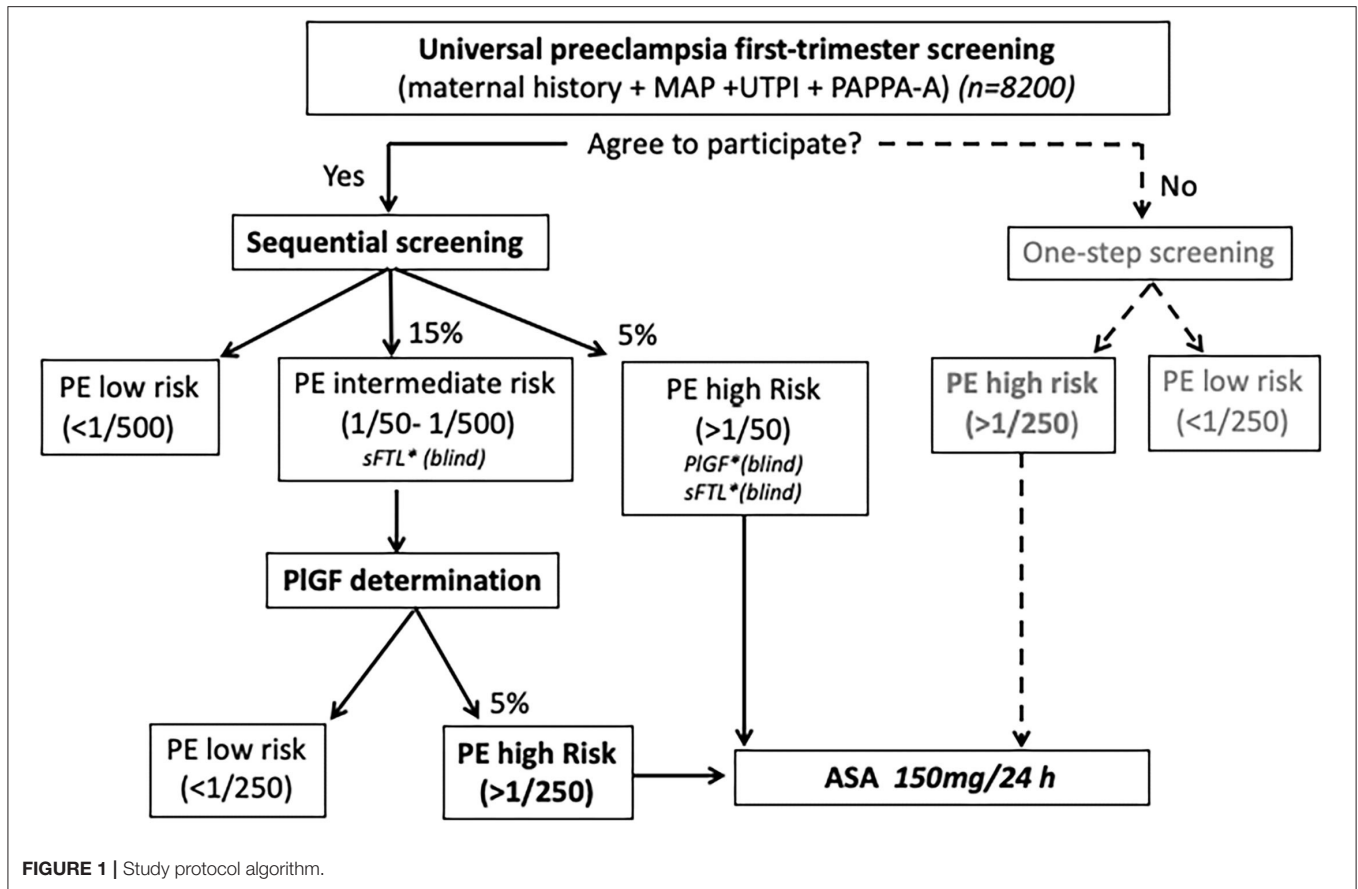 Universal preeclampsia first-trimester screening
(maternal history + MAP +UTPI + PAPPA-A) (n=8200)
Agree to participate?
Yes
No
Sequential screening
One-step screening
15%
5%
PE low risk
(<1/500)
PE intermediate risk
(1/50- 1/500)
sFTL* (blind)
PE high Risk
(>1/50)
PlGF*(blind)
sFTL*(blind)
PE high risk
(>1/250)
PE low risk
(<1/250)
PlGF determination
5%
PE low risk
(<1/250)
PE high Risk
(>1/250)
ASA 150mg/24 h
FIGURE 1 | Study protocol algorithm.